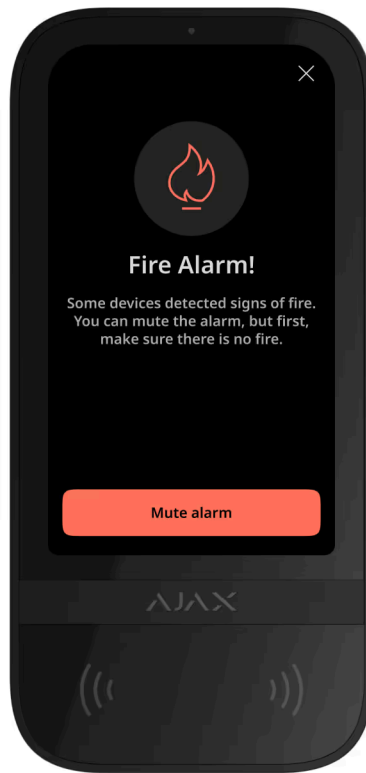 Fire Alarm!
Some devices detected signs of fire.
You can mute the alarm, but first,
make sure there is no fire.
Mute alarm
AJAX